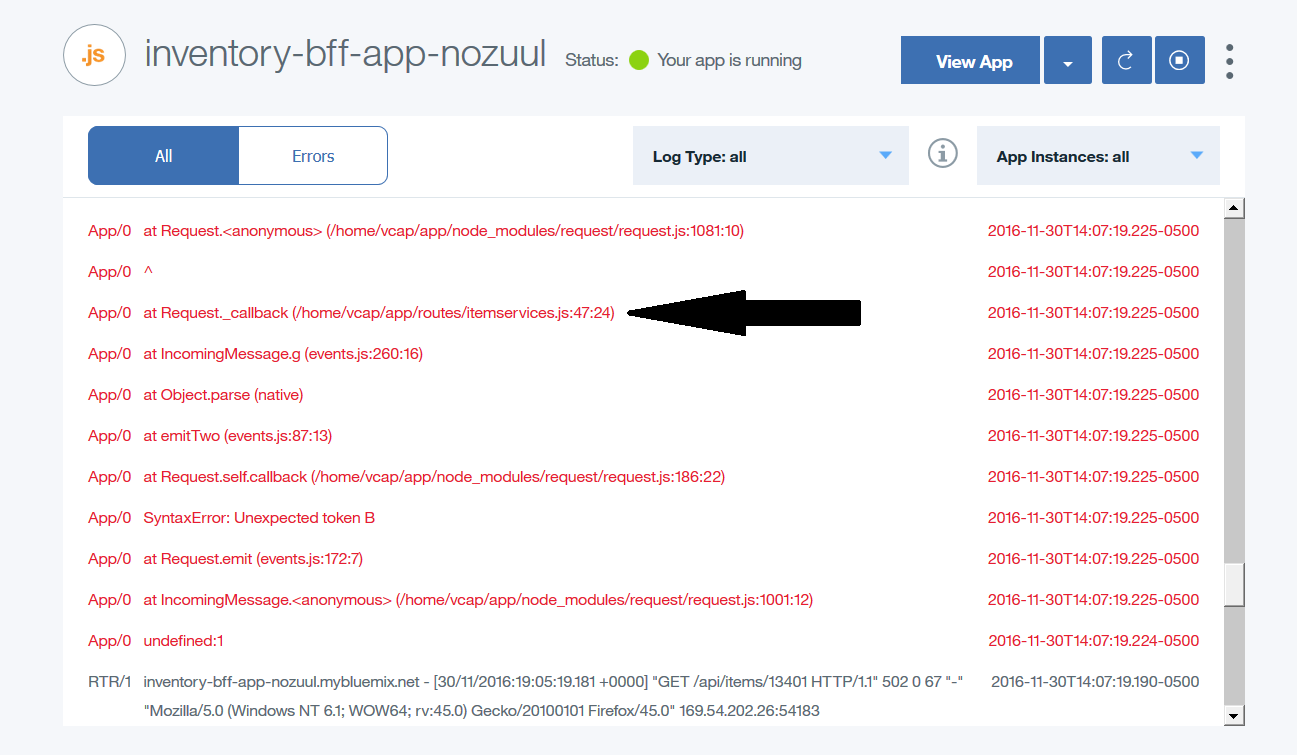 .js
inventory-bff-app-nozuul
Status: Your app is running
View App
All
Errors
Log Type: all
i
App Instances: all
App/0 at Request.<anonymous> (/home/vcap/app/node_modules/request/request.js:1081:10) 2016-11-30T14:07:19.225-0500
App/0 ^ 2016-11-30T14:07:19.225-0500
App/0 at Request._callback (/home/vcap/app/routes/itemservices.js:47:24) 2016-11-30T14:07:19.225-0500
App/0 at IncomingMessage.g (events.js:260:16) 2016-11-30T14:07:19.225-0500
App/0 at Object.parse (native) 2016-11-30T14:07:19.225-0500
App/0 at emitTwo (events.js:87:13) 2016-11-30T14:07:19.225-0500
App/0 at Request.self.callback (/home/vcap/app/node_modules/request/request.js:186:22) 2016-11-30T14:07:19.225-0500
App/0 SyntaxError: Unexpected token B 2016-11-30T14:07:19.225-0500
App/0 at Request.emit (events.js:172:7) 2016-11-30T14:07:19.225-0500
App/0 at IncomingMessage.<anonymous> (/home/vcap/app/node_modules/request/request.js:1001:12) 2016-11-30T14:07:19.225-0500
App/0 undefined:1 2016-11-30T14:07:19.224-0500
RTR/1 inventory-bff-app-nozuul.mybluemix.net - [30/11/2016:19:05:19.181 +0000] "GET /api/items/13401 HTTP/1.1" 502 0 67 "-" 2016-11-30T14:07:19.190-0500
"Mozilla/5.0 (Windows NT 6.1; WOW64; rv:45.0) Gecko/20100101 Firefox/45.0" 169.54.202.26:54183